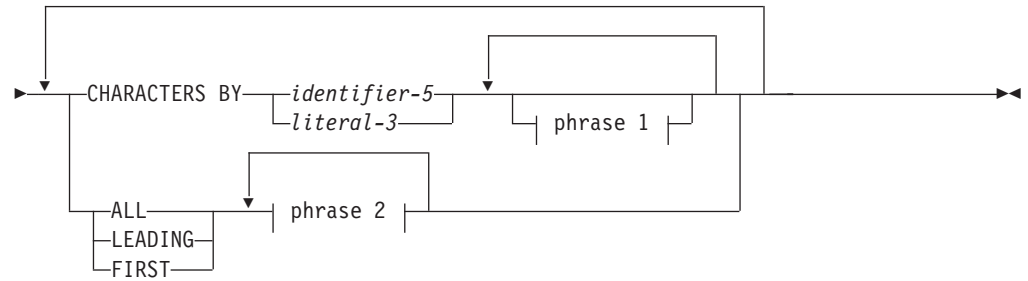 CHARACTERS BY identifier-5
literal-3
phrase 1
ALL
LEADING
FIRST
phrase 2